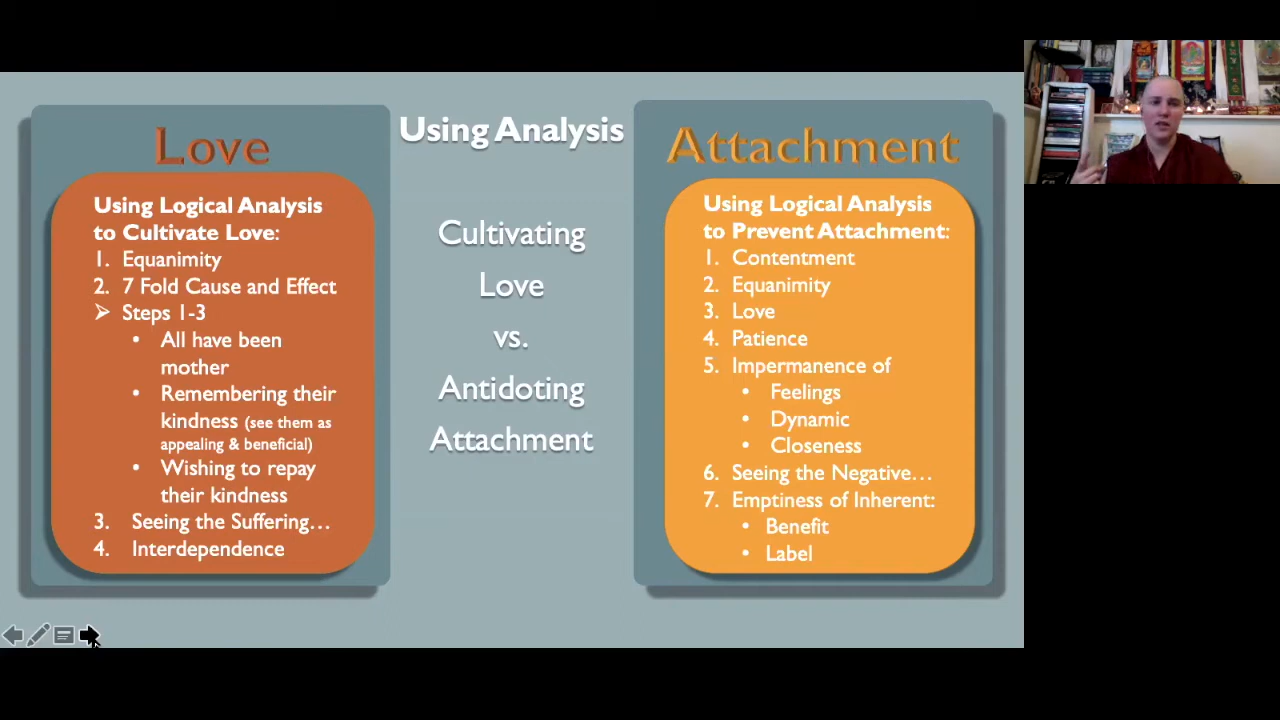 Love
Using Logical Analysis
to Cultivate Love:
1. Equanimity
2. 7 Fold Cause and Effect
➢ Steps 1-3
• All have been
mother
• Remembering their
kindness (see them as
appealing & beneficial)
• Wishing to repay
their kindness
3. Seeing the Suffering…
4. Interdependence
Using Analysis
Cultivating
Love
vs.
Antidoting
Attachment
Attachment
Using Logical Analysis
to Prevent Attachment:
1. Contentment
2. Equanimity
3. Love
4. Patience
5. Impermanence of
• Feelings
• Dynamic
• Closeness
6. Seeing the Negative…
7. Emptiness of Inherent:
• Benefit
• Label